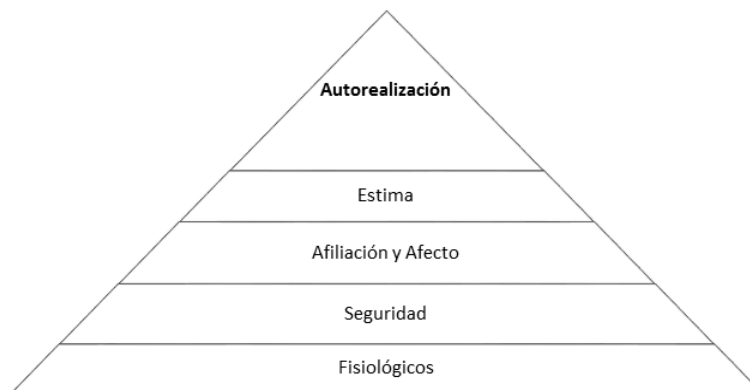 Autorealización
Estima
Afiliación y Afecto
Seguridad
Fisiológicos